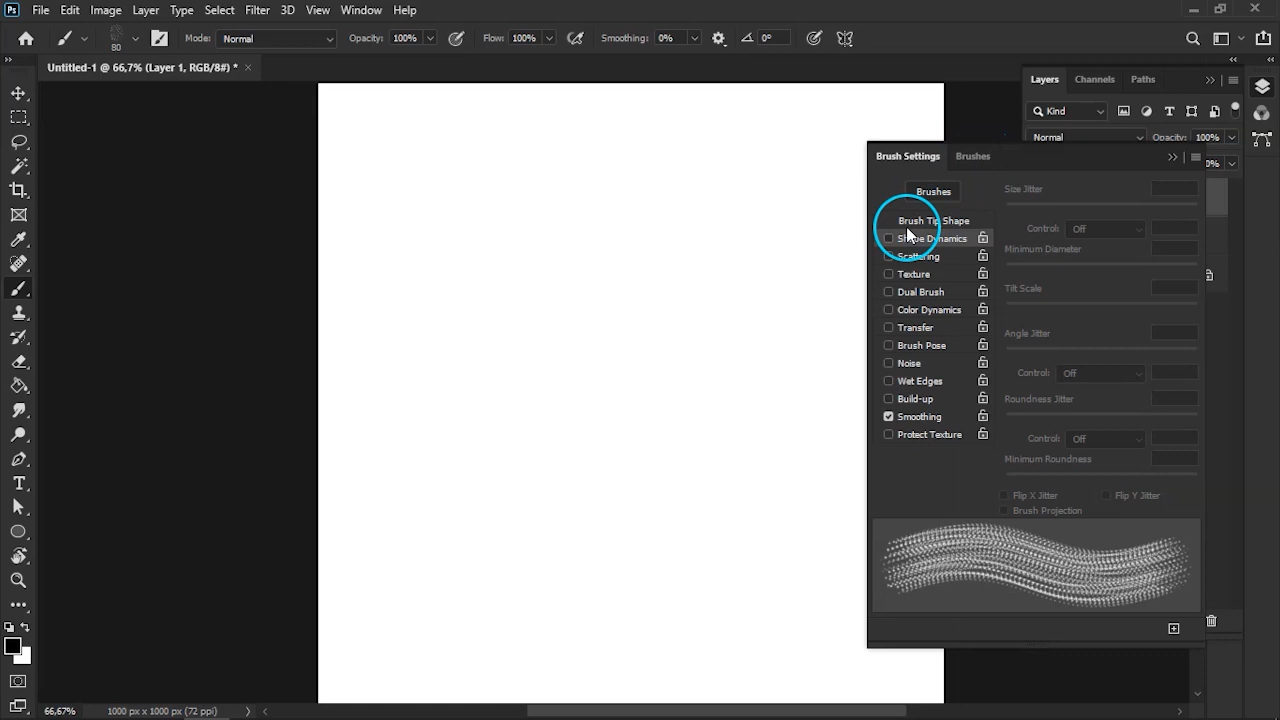 Ps File Edit Image Layer Type Select Filter 3D View Window Help
80 Mode: Normal Opacity: 100% Flow: 100% Smoothing: 0% 0°
Untitled-1 @ 66,7% (Layer 1, RGB/8#) *
Layers Channels Paths
Kind
Normal Opacity: 100%
Brush Settings Brushes
0%
Brushes
Size Jitter
Brush Tip Shape
Control: Off
Shape Dynamics
Minimum Diameter
Scattering
Texture
Tilt Scale
Dual Brush
Color Dynamics
Transfer
Angle Jitter
Brush Pose
Noise
Control: Off
Wet Edges
Build-up
Roundness Jitter
Smoothing
Protect Texture
Control: Off
Minimum Roundness
Flip X Jitter Flip Y Jitter
Brush Projection
66,67% 1000 px x 1000 px (72 ppi)